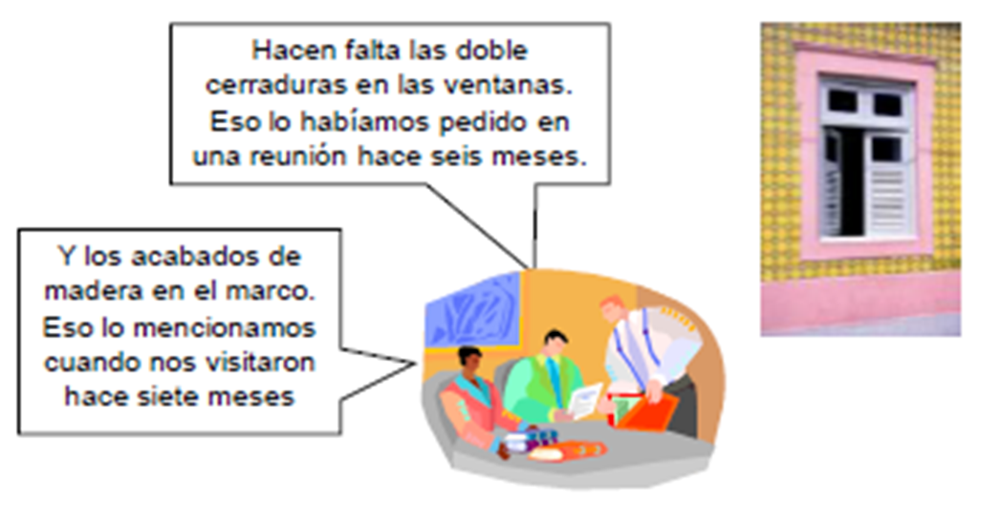 Hacen falta las doble
cerraduras en las ventanas.
Eso lo habíamos pedido en
una reunión hace seis meses.
Y los acabados de
madera en el marco.
Eso lo mencionamos
cuando nos visitaron
hace siete meses